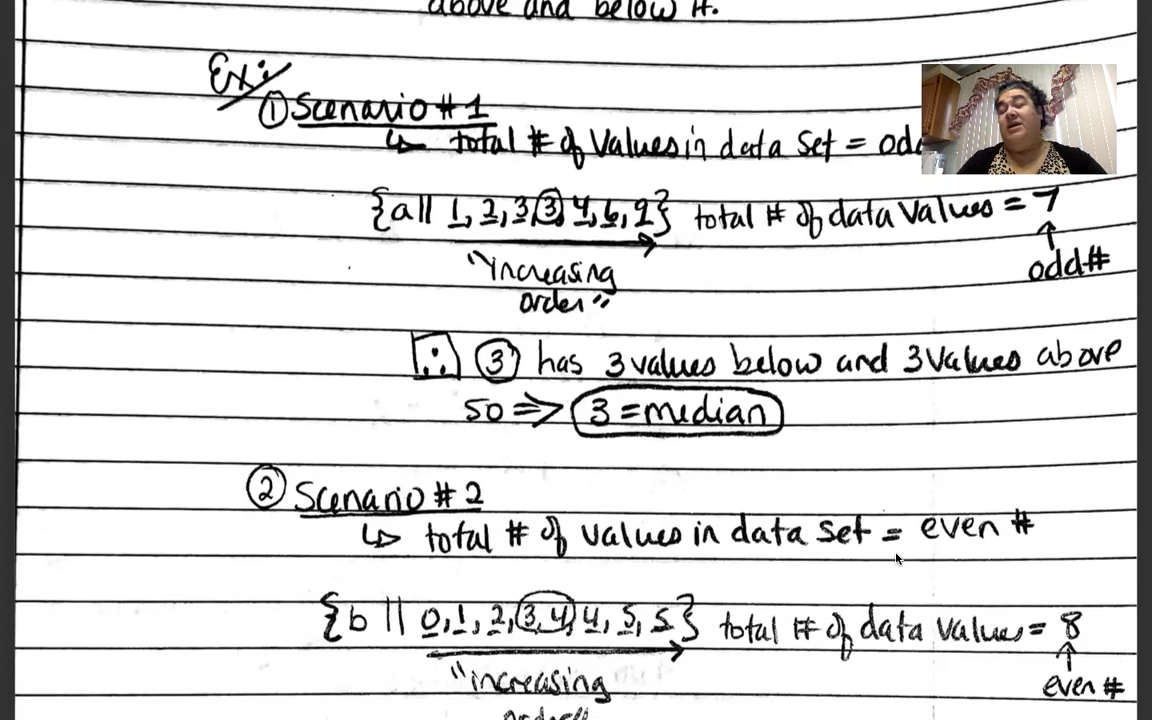 above and below it.
Ex:
① Scenario # 1
↳ total # of values in data set = odd
{a || 1, 2, 3, 3, 4, 6, 9} total # of data values = 7
↑
"increasing
odd #
order"
∴ 3 has 3 values below and 3 values above
so => 3 = median
② Scenario # 2
↳ total # of values in data set = even #
{b || 0, 1, 2, 3, 4, 4, 5, 5} total # of data values = 8
↑
"increasing
even #
order"